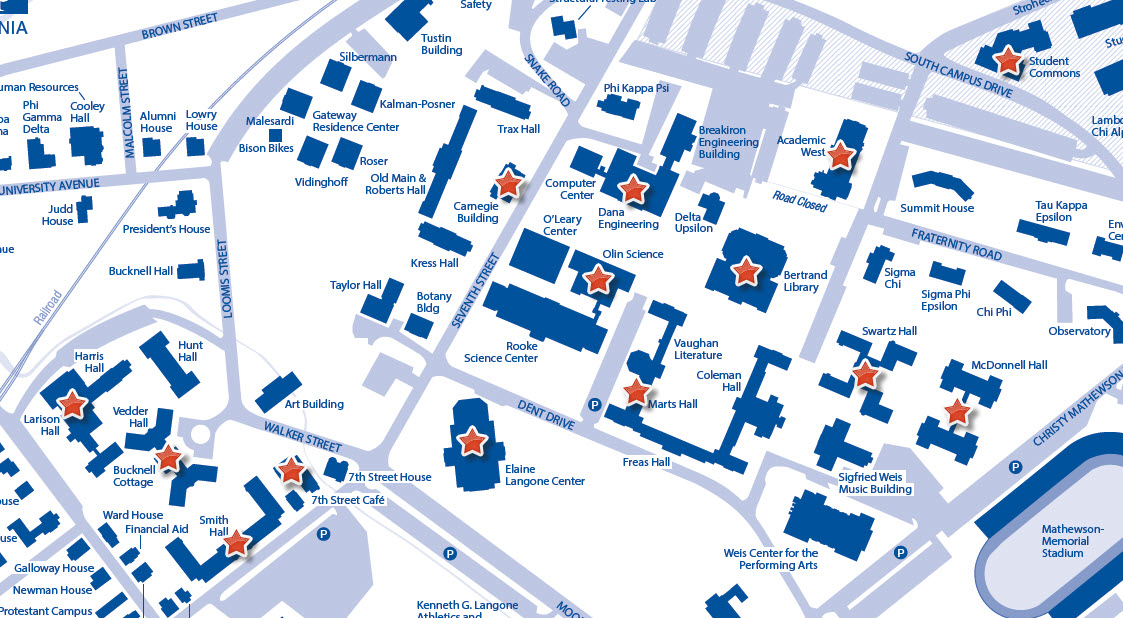 NIA
BROWN STREET
Safety
Structural Testing Lab
Tustin
Building
Silbermann
SNAKE ROAD
SOUTH CAMPUS DRIVE
Student
Commons
uman Resources
Phi
Gamma
Delta
Cooley
Hall
MALCOLM STREET
Alumni
House
Lowry
House
Malesardi
Bison Bikes
Gateway
Residence Center
Kalman-Posner
Trax Hall
Phi Kappa Psi
Breakiron
Engineering
Building
Academic
West
Vidinghoff
Roser
Old Main &
Roberts Hall
Carnegie
Building
Computer
Center
Dana
Engineering
Delta
Upsilon
Road Closed
Summit House
Tau Kappa
Epsilon
UNIVERSITY AVENUE
Judd
House
President's House
Bucknell Hall
LOOMIS STREET
Railroad
Kress Hall
O'Leary
Center
Olin Science
Bertrand
Library
FRATERNITY ROAD
Sigma
Chi
Sigma Phi
Epsilon
Chi Phi
Observatory
Taylor Hall
Botany
Bldg
SEVENTH STREET
Rooke
Science Center
Vaughan
Literature
Coleman
Hall
Swartz Hall
McDonnell Hall
Harris
Hall
Hunt
Hall
Larison
Hall
Vedder
Hall
Art Building
WALKER STREET
DENT DRIVE
P
Marts Hall
CHRISTY MATHEWSON
Bucknell
Cottage
7th Street House
7th Street Café
Elaine
Langone Center
Freas Hall
Sigfried Weis
Music Building
P
Ward House
Financial Aid
Smith
Hall
P
P
P
Weis Center for the
Performing Arts
Mathewson-
Memorial
Stadium
Galloway House
Newman House
Protestant Campus
Kenneth G. Langone
Athletics and